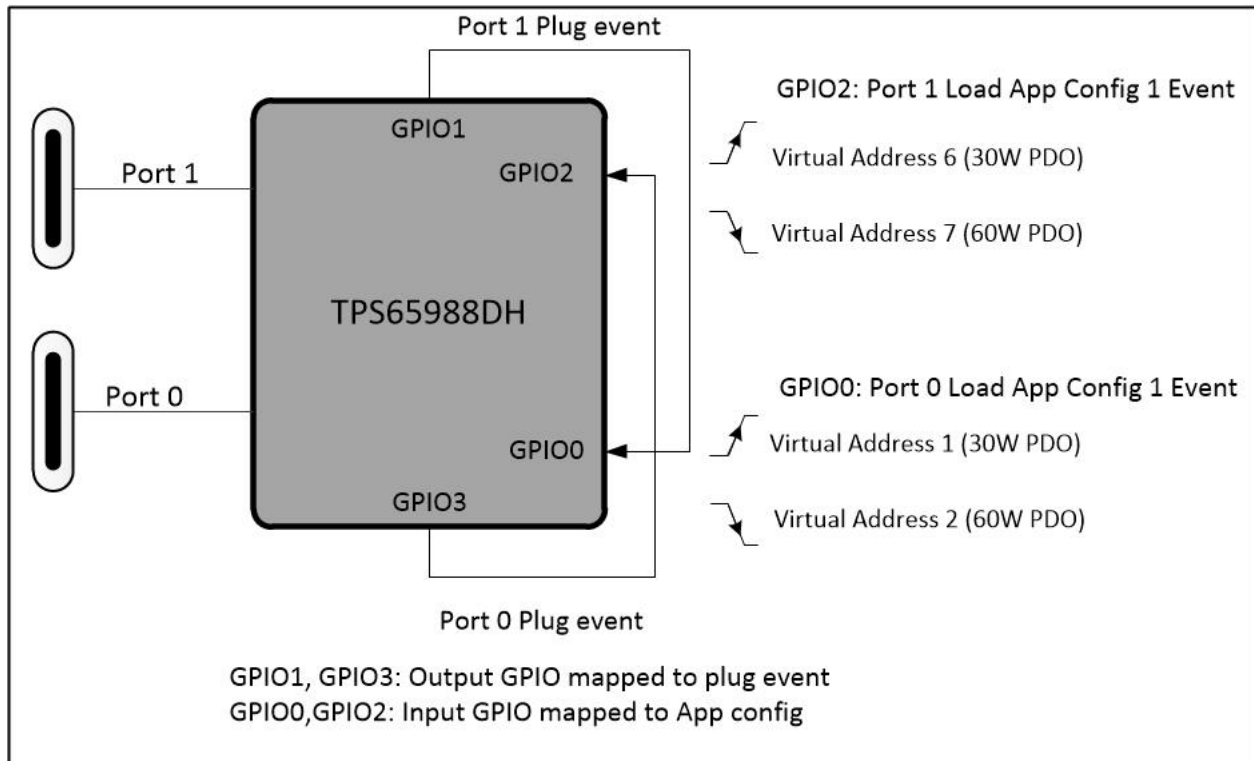 Port 1 Plug event
GPIO2: Port 1 Load App Config 1 Event
GPIO1
Virtual Address 6 (30W PDO)
Port 1
GPIO2
Virtual Address 7 (60W PDO)
TPS65988DH
Port 0
GPIO0: Port 0 Load App Config 1 Event
GPIO0
Virtual Address 1 (30W PDO)
GPIO3
Virtual Address 2 (60W PDO)
Port 0 Plug event
GPIO1, GPIO3: Output GPIO mapped to plug event
GPIO0,GPIO2: Input GPIO mapped to App config